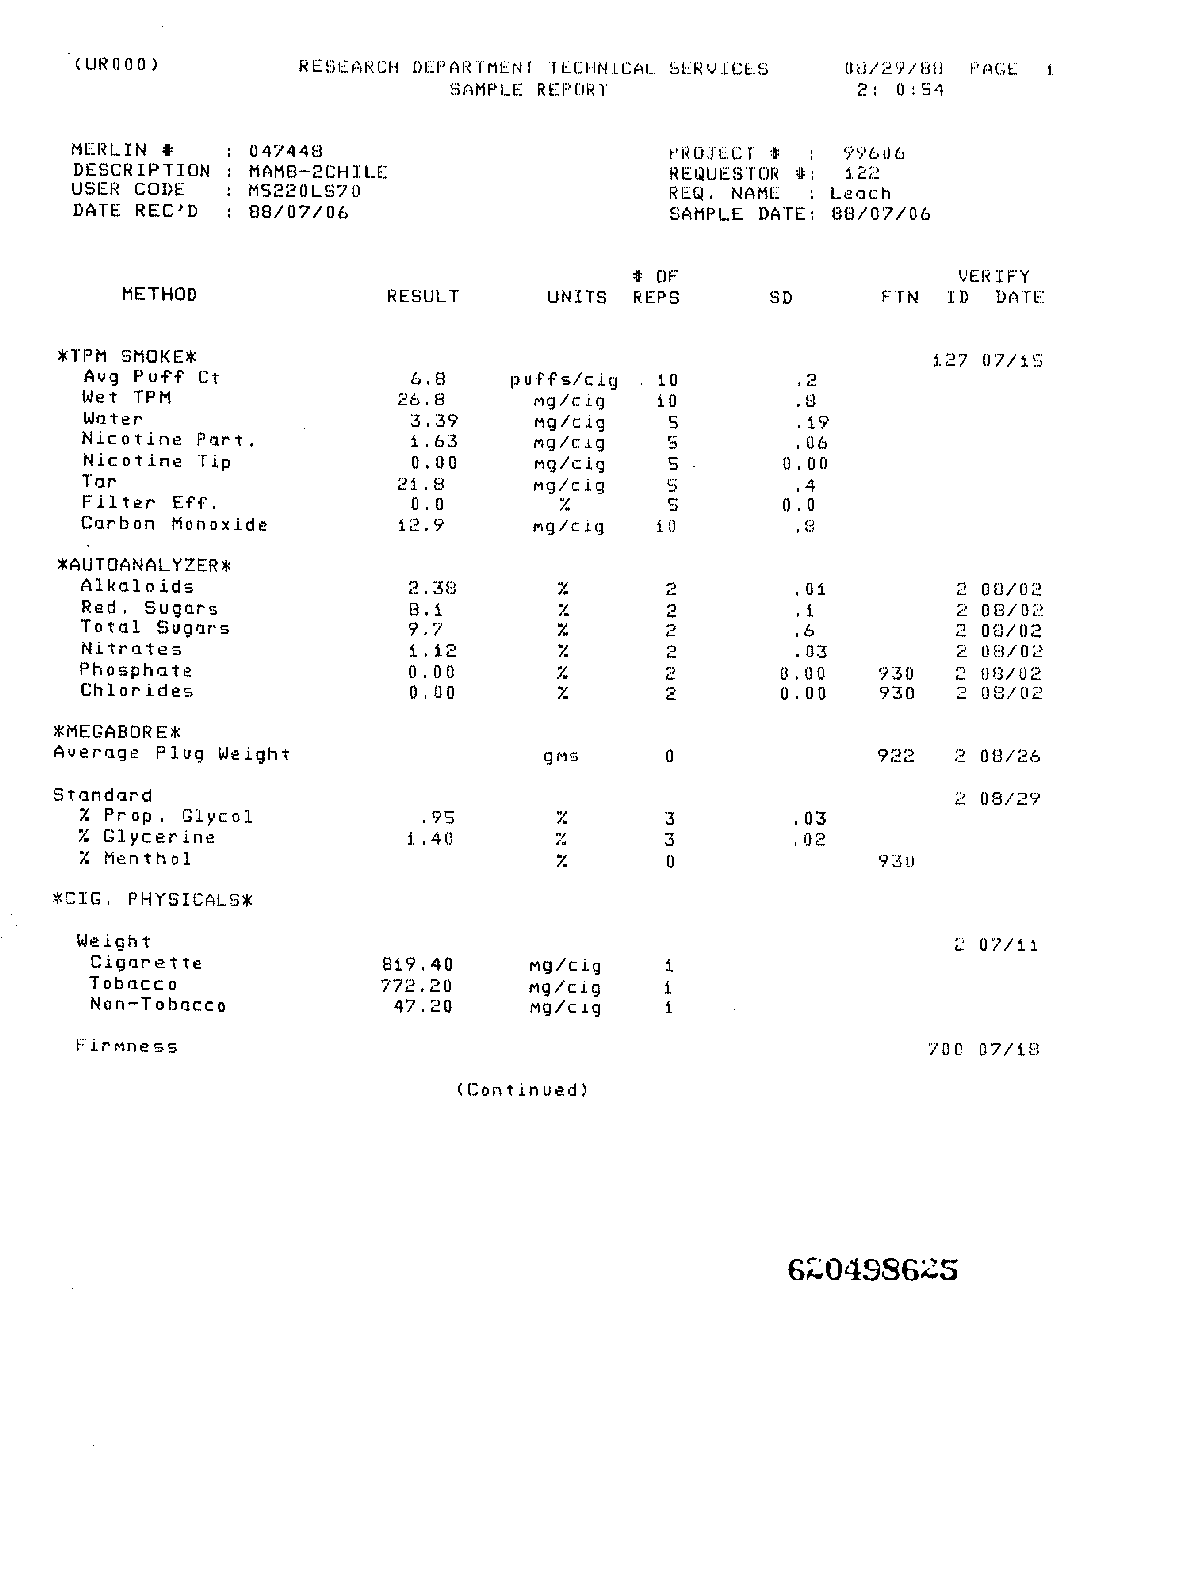 (UR000) RESEARCH DEPARTMENT TECHNICAL SERVICES 08/29/88 PAGE 1
SAMPLE REPORT 2: 0:54
MERLIN # : 047448 PROJECT # : 99606
DESCRIPTION : MAMB-2CHILE REQUESTOR #: 122
USER CODE : MS220LS70 REQ. NAME : Leach
DATE REC'D : 88/07/06 SAMPLE DATE: 88/07/06
# OF VERIFY
METHOD RESULT UNITS REPS SD FTN ID DATE
*TPM SMOKE* 127 07/15
Avg Puff Ct 6.8 puffs/cig 10 .2
Wet TPM 26.8 mg/cig 10 .8
Water 3.39 mg/cig 5 .19
Nicotine Part. 1.63 mg/cig 5 .06
Nicotine Tip 0.00 mg/cig 5 0.00
Tar 21.8 mg/cig 5 .4
Filter Eff. 0.0 % 5 0.0
Carbon Monoxide 12.9 mg/cig 10 .8
*AUTOANALYZER*
Alkaloids 2.38 % 2 .01 2 08/02
Red. Sugars 8.1 % 2 .1 2 08/02
Total Sugars 9.7 % 2 .6 2 08/02
Nitrates 1.12 % 2 .03 2 08/02
Phosphate 0.00 % 2 0.00 930 2 08/02
Chlorides 0.00 % 2 0.00 930 2 08/02
*MEGABORE*
Average Plug Weight gms 0 922 2 08/26
Standard 2 08/29
% Prop. Glycol .95 % 3 .03
% Glycerine 1.40 % 3 .02
% Menthol % 0 930
*CIG. PHYSICALS*
Weight 2 07/11
Cigarette 819.40 mg/cig 1
Tobacco 772.20 mg/cig 1
Non-Tobacco 47.20 mg/cig 1
Firmness 700 07/18
(Continued)
620498625